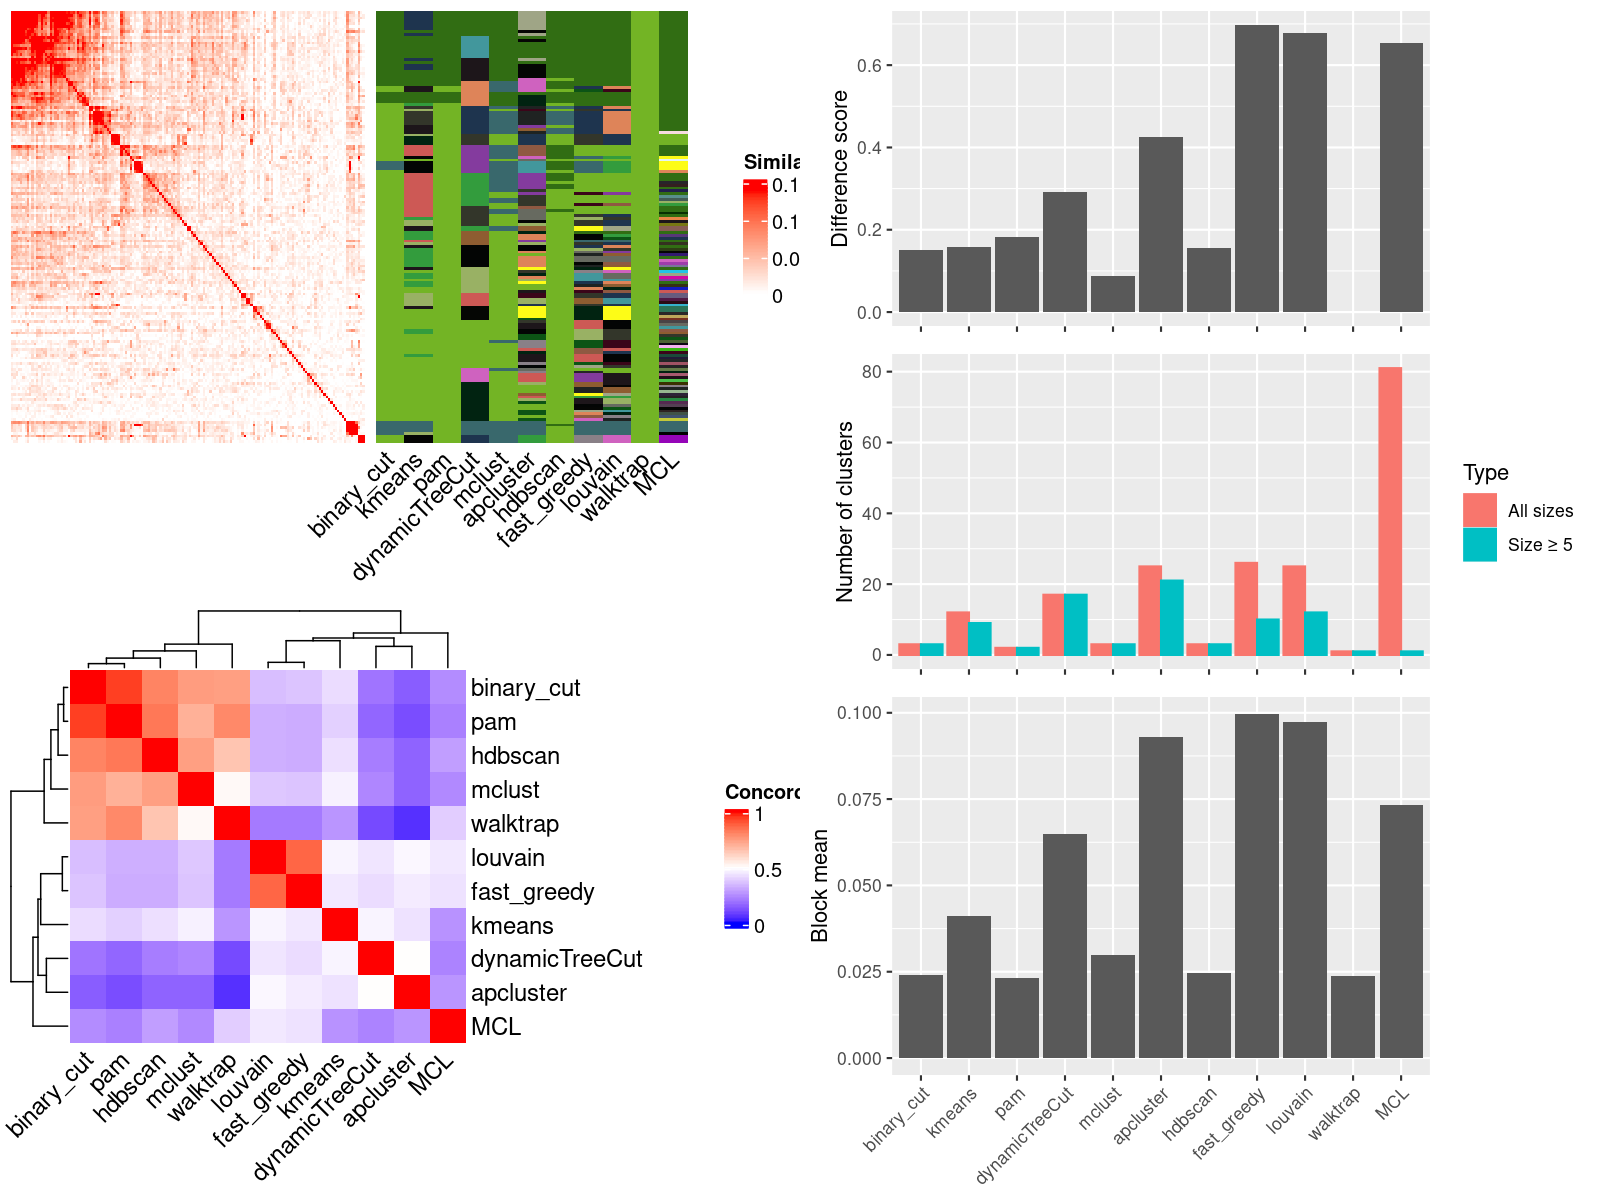 Simila
0.1
0.1
0.0
0
binary_cut
kmeans
pam
dynamicTreeCut
mclust
apcluster
hdbscan
fast_greedy
louvain
walktrap
MCL
binary_cut
pam
hdbscan
mclust
walktrap
louvain
fast_greedy
kmeans
dynamicTreeCut
apcluster
MCL
binary_cut
pam
hdbscan
mclust
walktrap
louvain
fast_greedy
kmeans
dynamicTreeCut
apcluster
MCL
Concord
1
0.5
0
Difference score
0.6
0.4
0.2
0.0
Number of clusters
80
60
40
20
0
Type
All sizes
Size ≥ 5
Block mean
0.100
0.075
0.050
0.025
0.000
binary_cut
kmeans
pam
dynamicTreeCut
mclust
apcluster
hdbscan
fast_greedy
louvain
walktrap
MCL